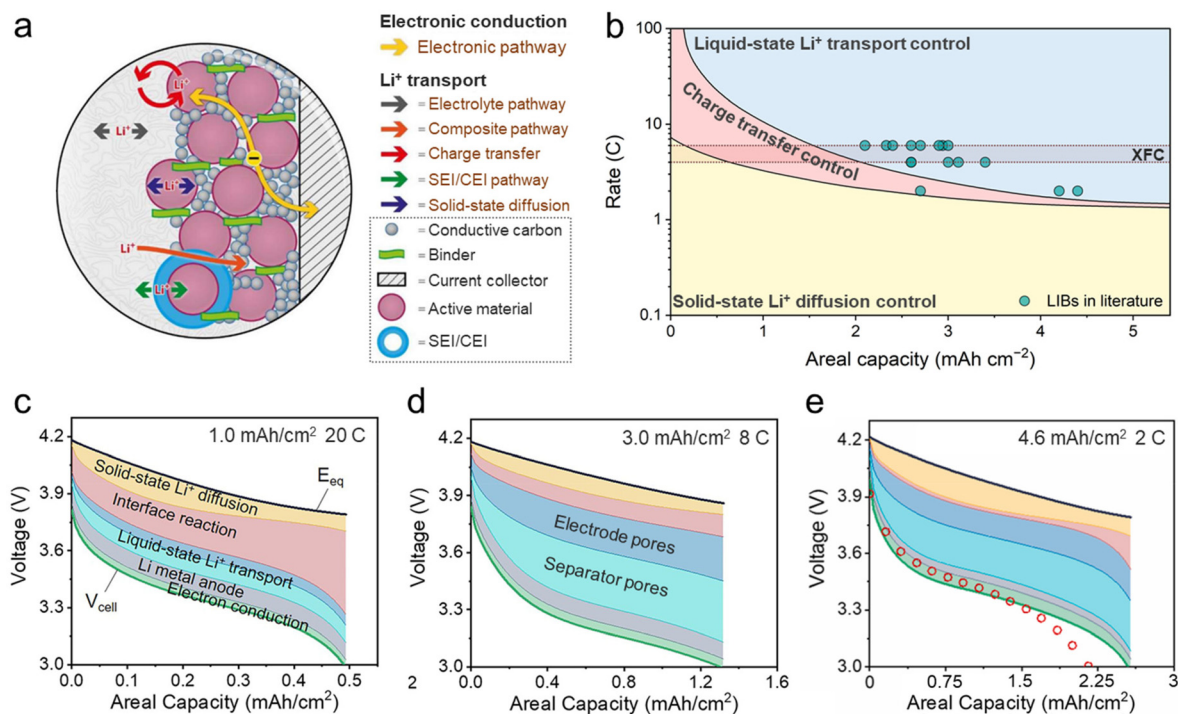 a
Li⁺
Li⁺
Li⁺
Li⁺
Li⁺
−
Electronic conduction
Electronic pathway
Li⁺ transport
= Electrolyte pathway
= Composite pathway
= Charge transfer
= SEI/CEI pathway
= Solid-state diffusion
= Conductive carbon
= Binder
= Current collector
= Active material
= SEI/CEI
b
Rate (C)
100
10
1
0.1
Liquid-state Li⁺ transport control
Charge transfer control
XFC
Solid-state Li⁺ diffusion control
LIBs in literature
0
1
2
3
4
5
Areal capacity (mAh cm⁻²)
c
1.0 mAh/cm² 20 C
Voltage (V)
4.2
3.9
3.6
3.3
3.0
Solid-state Li⁺ diffusion
E_eq
Interface reaction
Liquid-state Li⁺ transport
Li metal anode
Electron conduction
V_cell
0.0
0.1
0.2
0.3
0.4
0.5
Areal Capacity (mAh/cm²)
2
d
3.0 mAh/cm² 8 C
Voltage (V)
4.2
3.9
3.6
3.3
3.0
Electrode pores
Separator pores
0.0
0.4
0.8
1.2
1.6
Areal Capacity (mAh/cm²)
e
4.6 mAh/cm² 2 C
Voltage (V)
4.2
3.9
3.6
3.3
3.0
0
0.75
1.5
2.25
3
Areal Capacity (mAh/cm²)